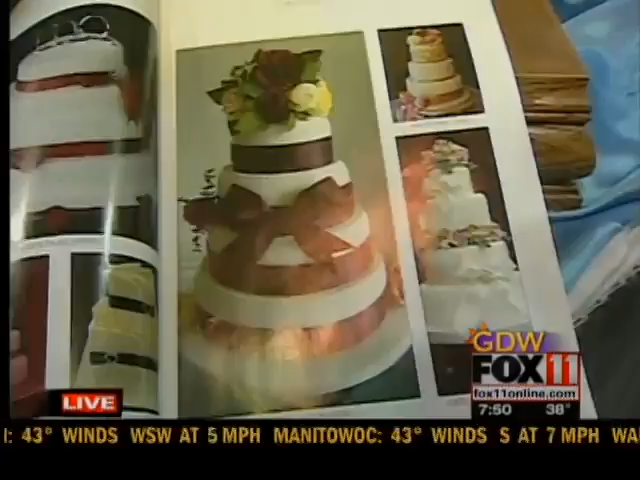 GDW
FOX 11
fox11online.com
LIVE
7:50 38°
: 43° WINDS WSW AT 5 MPH MANITOWOC: 43° WINDS S AT 7 MPH